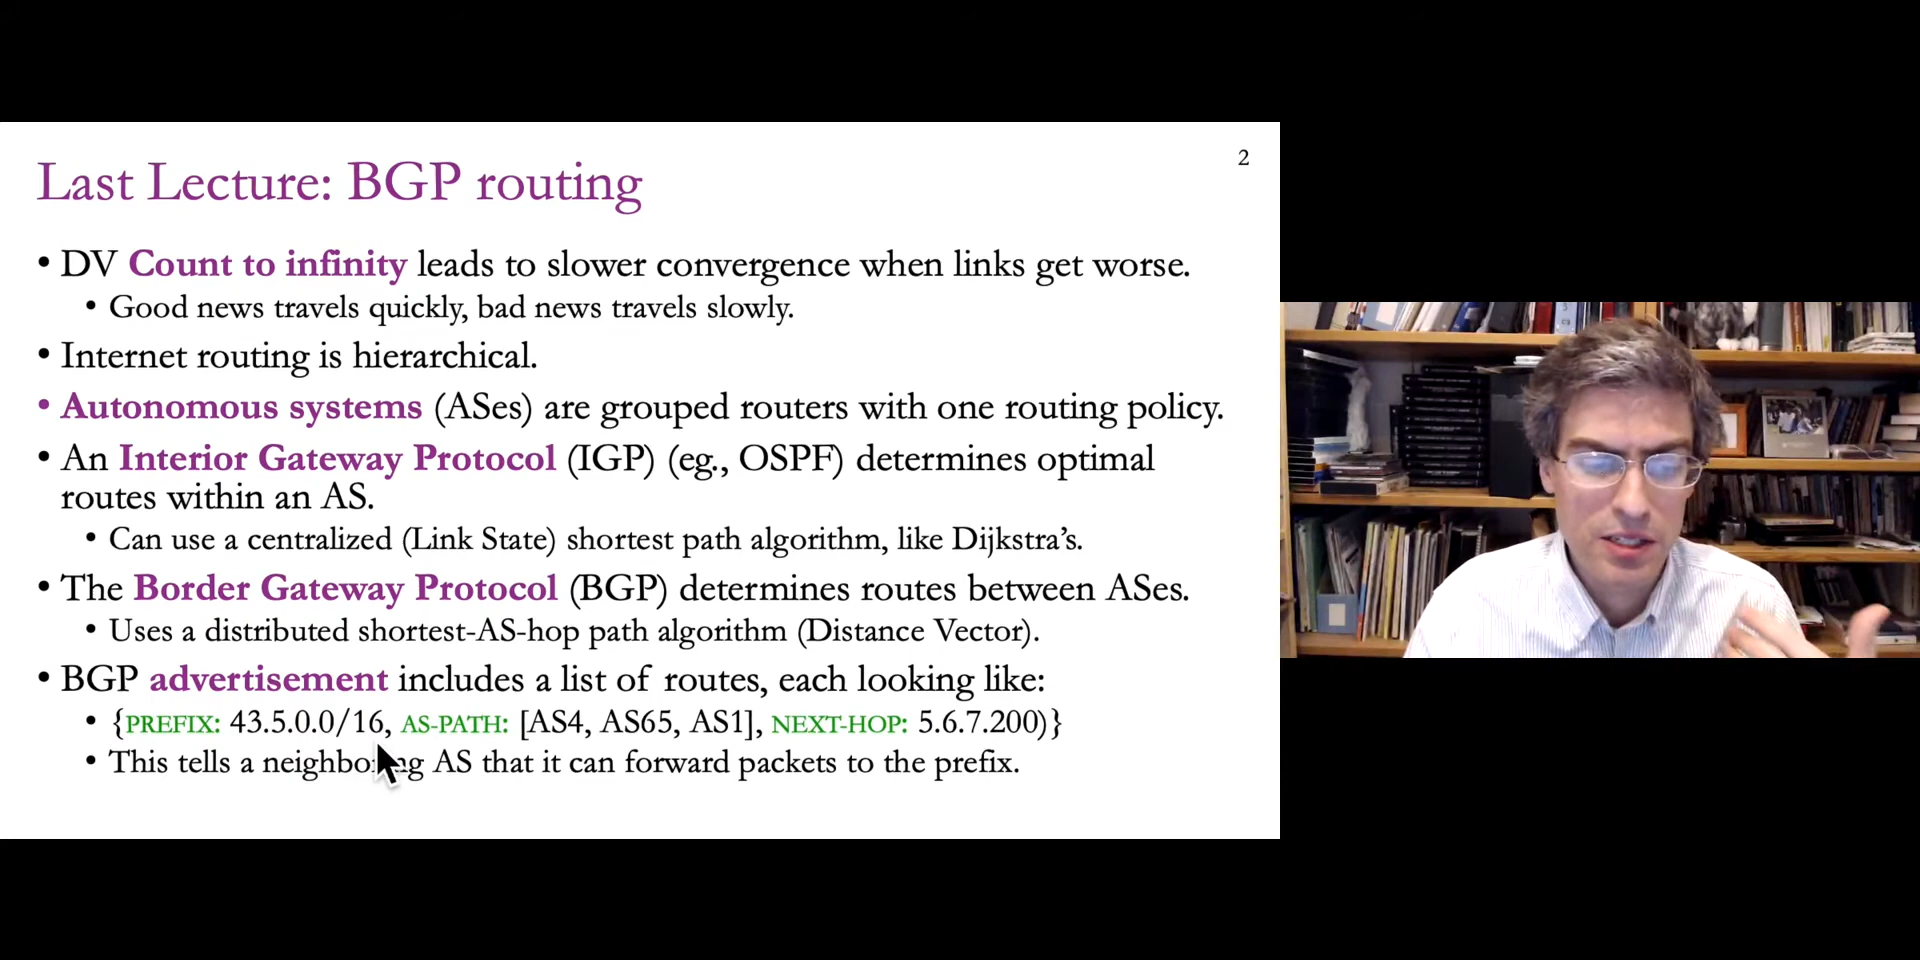 2
Last Lecture: BGP routing
• DV Count to infinity leads to slower convergence when links get worse.
• Good news travels quickly, bad news travels slowly.
• Internet routing is hierarchical.
• Autonomous systems (ASes) are grouped routers with one routing policy.
• An Interior Gateway Protocol (IGP) (eg., OSPF) determines optimal
routes within an AS.
• Can use a centralized (Link State) shortest path algorithm, like Dijkstra's.
• The Border Gateway Protocol (BGP) determines routes between ASes.
• Uses a distributed shortest-AS-hop path algorithm (Distance Vector).
• BGP advertisement includes a list of routes, each looking like:
• {PREFIX: 43.5.0.0/16, AS-PATH: [AS4, AS65, AS1], NEXT-HOP: 5.6.7.200)}
• This tells a neighboring AS that it can forward packets to the prefix.